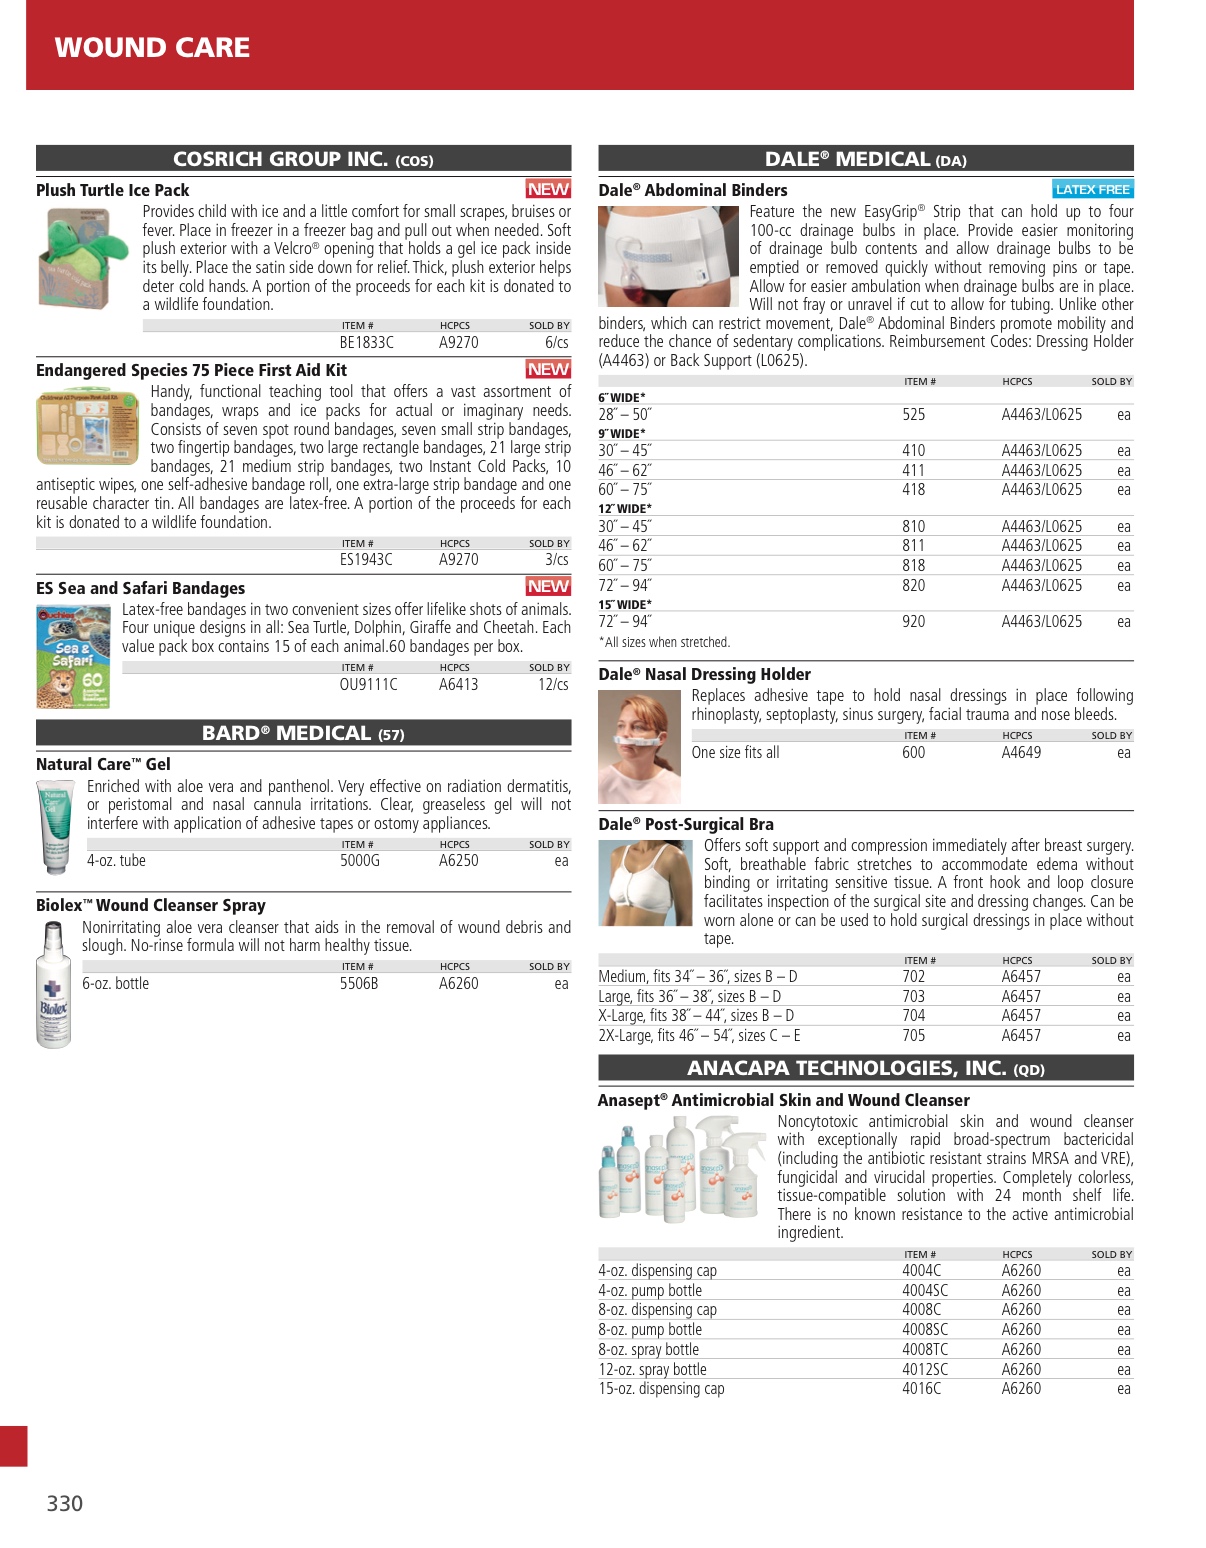 WOUND CARE
COSRICH GROUP INC. (COS)
Plush Turtle Ice Pack
NEW
Provides child with ice and a little comfort for small scrapes, bruises or
fever. Place in freezer in a freezer bag and pull out when needed. Soft
plush exterior with a Velcro® opening that holds a gel ice pack inside
its belly. Place the satin side down for relief. Thick, plush exterior helps
deter cold hands. A portion of the proceeds for each kit is donated to
a wildlife foundation.
ITEM # HCPCS SOLD BY
BE1833C A9270 6/cs
Endangered Species 75 Piece First Aid Kit
NEW
Handy, functional teaching tool that offers a vast assortment of
bandages, wraps and ice packs for actual or imaginary needs.
Consists of seven spot round bandages, seven small strip bandages,
two fingertip bandages, two large rectangle bandages, 21 large strip
bandages, 21 medium strip bandages, two Instant Cold Packs, 10
antiseptic wipes, one self-adhesive bandage roll, one extra-large strip bandage and one
reusable character tin. All bandages are latex-free. A portion of the proceeds for each
kit is donated to a wildlife foundation.
ITEM # HCPCS SOLD BY
ES1943C A9270 3/cs
ES Sea and Safari Bandages
NEW
Ouchies
Sea &
Safari
60
Latex-free bandages in two convenient sizes offer lifelike shots of animals.
Four unique designs in all: Sea Turtle, Dolphin, Giraffe and Cheetah. Each
value pack box contains 15 of each animal.60 bandages per box.
ITEM # HCPCS SOLD BY
OU9111C A6413 12/cs
BARD® MEDICAL (57)
Natural Care™ Gel
Natural
Care
Gel
Enriched with aloe vera and panthenol. Very effective on radiation dermatitis,
or peristomal and nasal cannula irritations. Clear, greaseless gel will not
interfere with application of adhesive tapes or ostomy appliances.
ITEM # HCPCS SOLD BY
4-oz. tube 5000G A6250 ea
Biolex™ Wound Cleanser Spray
Biolex
Nonirritating aloe vera cleanser that aids in the removal of wound debris and
slough. No-rinse formula will not harm healthy tissue.
ITEM # HCPCS SOLD BY
6-oz. bottle 5506B A6260 ea
DALE® MEDICAL (DA)
Dale® Abdominal Binders
LATEX FREE
Feature the new EasyGrip® Strip that can hold up to four
100-cc drainage bulbs in place. Provide easier monitoring
of drainage bulb contents and allow drainage bulbs to be
emptied or removed quickly without removing pins or tape.
Allow for easier ambulation when drainage bulbs are in place.
Will not fray or unravel if cut to allow for tubing. Unlike other
binders, which can restrict movement, Dale® Abdominal Binders promote mobility and
reduce the chance of sedentary complications. Reimbursement Codes: Dressing Holder
(A4463) or Back Support (L0625).
ITEM # HCPCS SOLD BY
6˝ WIDE*
28˝ – 50˝ 525 A4463/L0625 ea
9˝ WIDE*
30˝ – 45˝ 410 A4463/L0625 ea
46˝ – 62˝ 411 A4463/L0625 ea
60˝ – 75˝ 418 A4463/L0625 ea
12˝ WIDE*
30˝ – 45˝ 810 A4463/L0625 ea
46˝ – 62˝ 811 A4463/L0625 ea
60˝ – 75˝ 818 A4463/L0625 ea
72˝ – 94˝ 820 A4463/L0625 ea
15˝ WIDE*
72˝ – 94˝ 920 A4463/L0625 ea
*All sizes when stretched.
Dale® Nasal Dressing Holder
Replaces adhesive tape to hold nasal dressings in place following
rhinoplasty, septoplasty, sinus surgery, facial trauma and nose bleeds.
ITEM # HCPCS SOLD BY
One size fits all 600 A4649 ea
Dale® Post-Surgical Bra
Offers soft support and compression immediately after breast surgery.
Soft, breathable fabric stretches to accommodate edema without
binding or irritating sensitive tissue. A front hook and loop closure
facilitates inspection of the surgical site and dressing changes. Can be
worn alone or can be used to hold surgical dressings in place without
tape.
ITEM # HCPCS SOLD BY
Medium, fits 34˝ – 36˝, sizes B – D 702 A6457 ea
Large, fits 36˝ – 38˝, sizes B – D 703 A6457 ea
X-Large, fits 38˝ – 44˝, sizes B – D 704 A6457 ea
2X-Large, fits 46˝ – 54˝, sizes C – E 705 A6457 ea
ANACAPA TECHNOLOGIES, INC. (QD)
Anasept® Antimicrobial Skin and Wound Cleanser
Noncytotoxic antimicrobial skin and wound cleanser
with exceptionally rapid broad-spectrum bactericidal
(including the antibiotic resistant strains MRSA and VRE),
fungicidal and virucidal properties. Completely colorless,
tissue-compatible solution with 24 month shelf life.
There is no known resistance to the active antimicrobial
ingredient.
ITEM # HCPCS SOLD BY
4-oz. dispensing cap 4004C A6260 ea
4-oz. pump bottle 4004SC A6260 ea
8-oz. dispensing cap 4008C A6260 ea
8-oz. pump bottle 4008SC A6260 ea
8-oz. spray bottle 4008TC A6260 ea
12-oz. spray bottle 4012SC A6260 ea
15-oz. dispensing cap 4016C A6260 ea
330